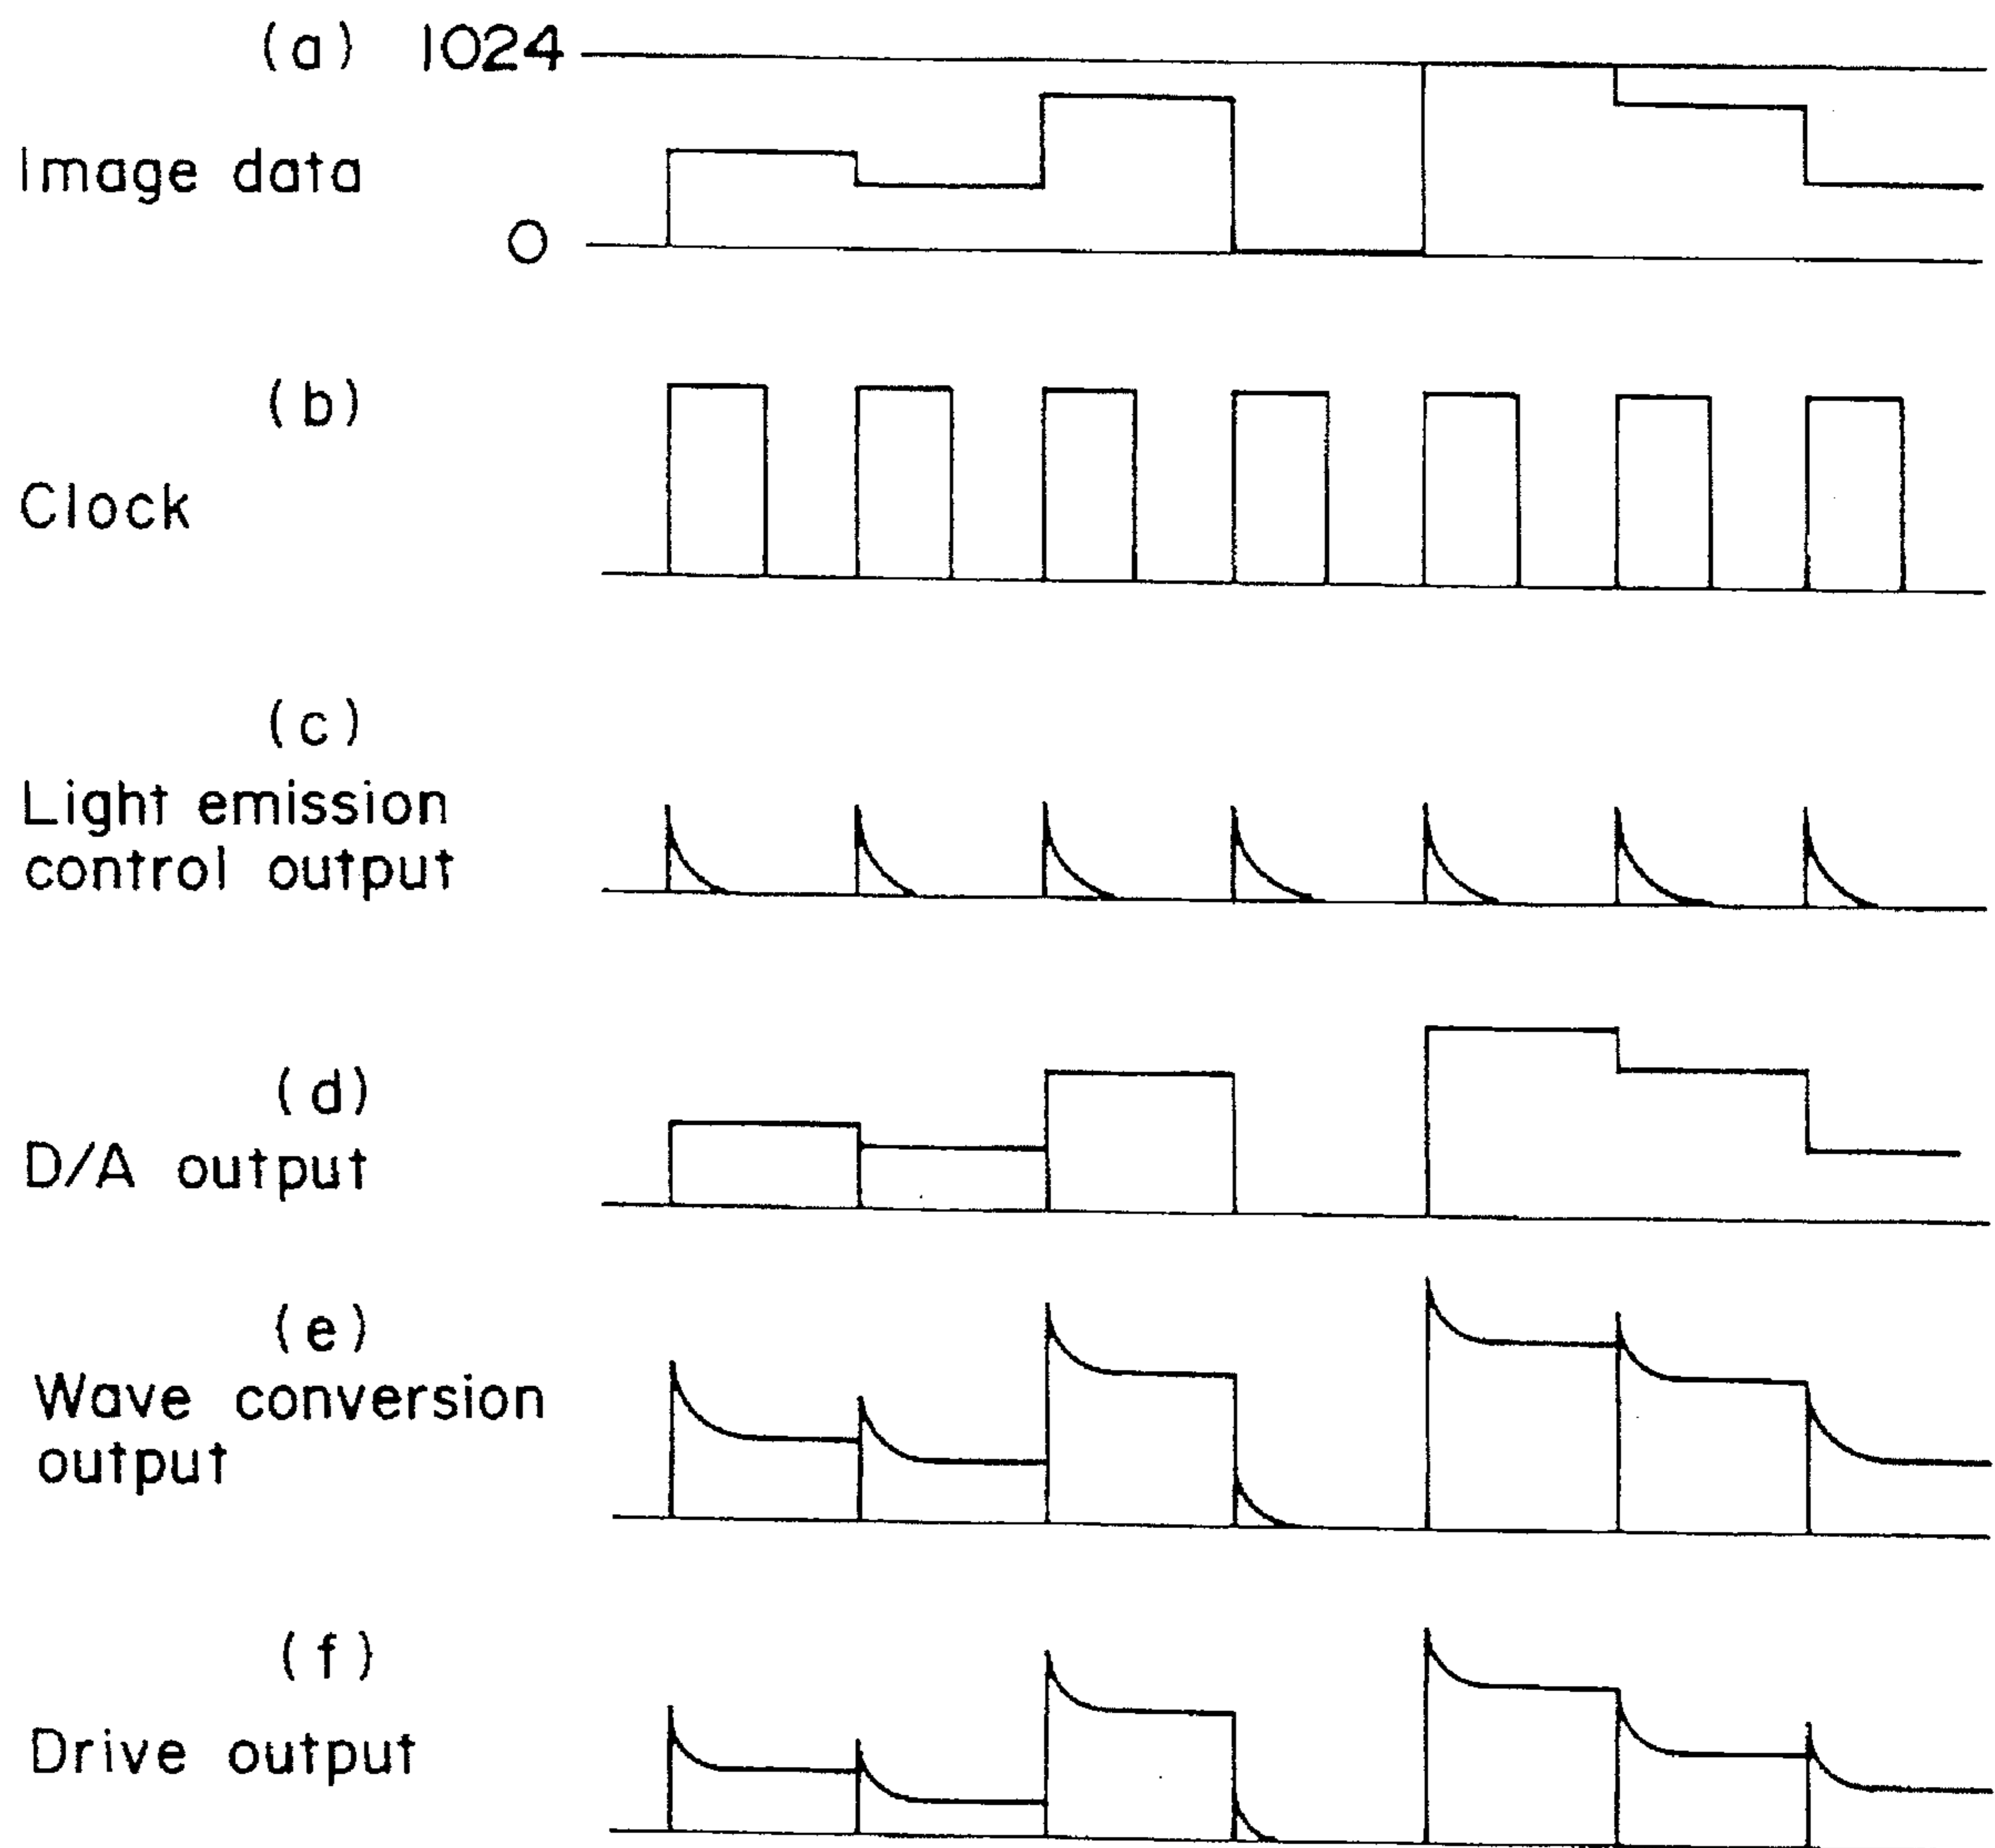 (a) 1024
Image data
0
(b)
Clock
(c)
Light emission
control output
(d)
D/A output
(e)
Wave conversion
output
(f)
Drive output